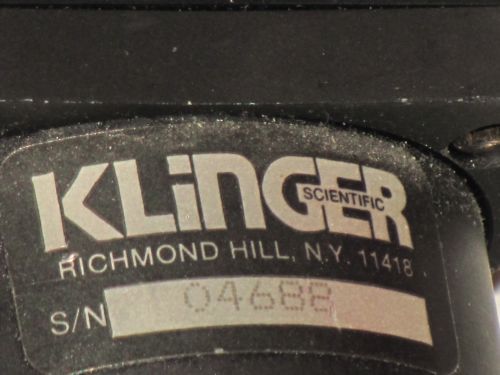 KLiNGER
SCIENTIFIC
RICHMOND HILL, N.Y. 11418
S/N 04688